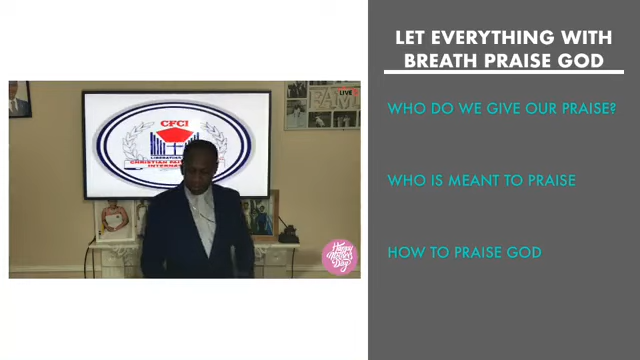 LET EVERYTHING WITH
BREATH PRAISE GOD
WHO DO WE GIVE OUR PRAISE?
WHO IS MEANT TO PRAISE
HOW TO PRAISE GOD
LIVE
CFCI
Happy
Mother's
Day